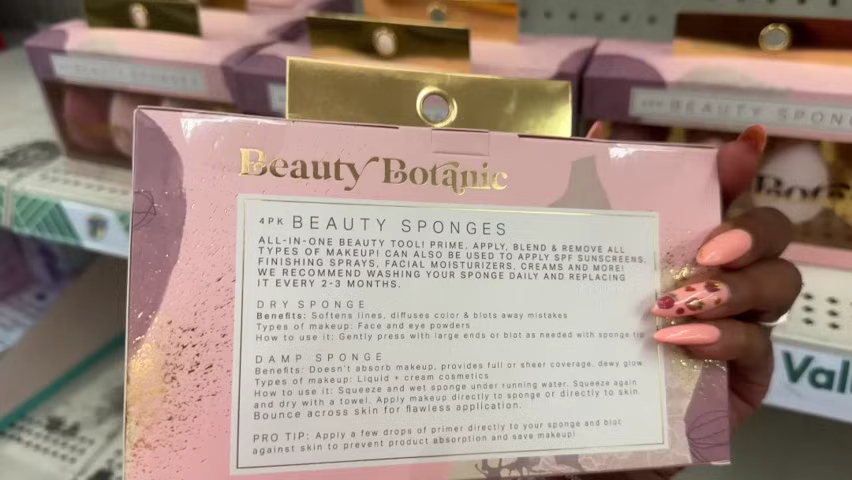 4PK BEAUTY SPONGES
BEAUTY SPON
Beauty Botanic
4PK BEAUTY SPONGES
ALL-IN-ONE BEAUTY TOOL! PRIME, APPLY, BLEND & REMOVE ALL
TYPES OF MAKEUP! CAN ALSO BE USED TO APPLY SPF SUNSCREENS,
FINISHING SPRAYS, FACIAL MOISTURIZERS, CREAMS AND MORE!
WE RECOMMEND WASHING YOUR SPONGE DAILY AND REPLACING
IT EVERY 2-3 MONTHS.
DRY SPONGE
Benefits: Softens lines, diffuses color & blots away mistakes
Types of makeup: Face and eye powders
How to use it: Gently press with large ends or blot as needed with sponge tip
DAMP SPONGE
Benefits: Doesn't absorb makeup, provides full or sheer coverage, dewy glow.
Types of makeup: Liquid + cream cosmetics
How to use it: Squeeze and wet sponge under running water. Squeeze again
and dry with a towel. Apply makeup directly to sponge or directly to skin.
Bounce across skin for flawless application.
PRO TIP: Apply a few drops of primer directly to your sponge and blot
against skin to prevent product absorption and save makeup!
Bota
Val